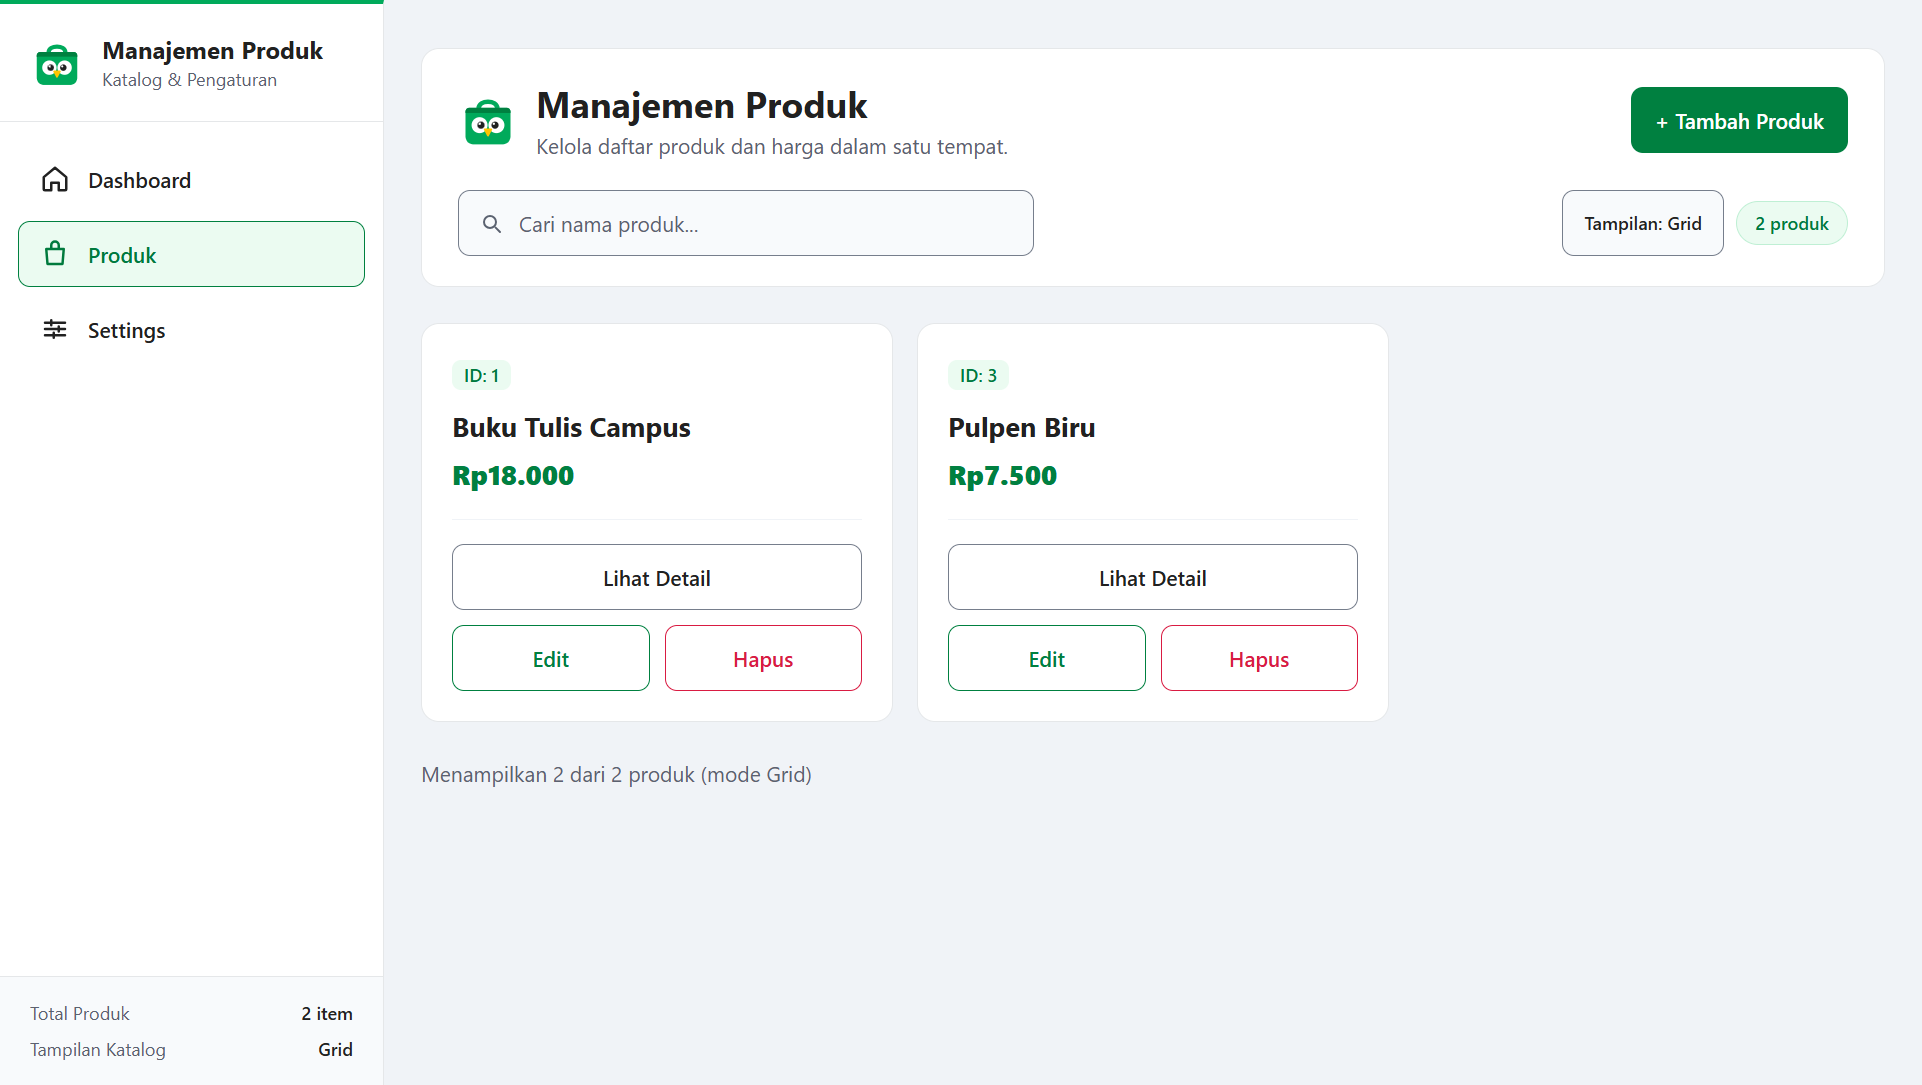 Manajemen Produk
Katalog & Pengaturan
Dashboard
Produk
Settings
Total Produk 2 item
Tampilan Katalog Grid
Manajemen Produk
Kelola daftar produk dan harga dalam satu tempat.
+ Tambah Produk
Cari nama produk...
Tampilan: Grid
2 produk
ID: 1
Buku Tulis Campus
Rp18.000
Lihat Detail
Edit Hapus
ID: 3
Pulpen Biru
Rp7.500
Lihat Detail
Edit Hapus
Menampilkan 2 dari 2 produk (mode Grid)